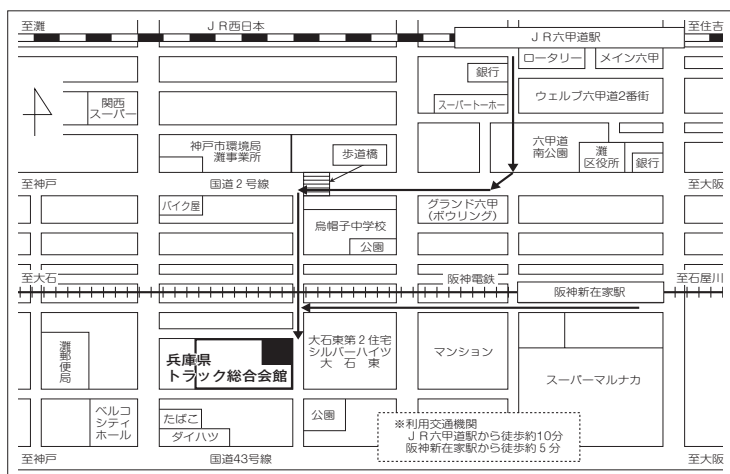 至灘
ＪＲ西日本
至住吉
ＪＲ六甲道駅
ロータリー
メイン六甲
銀行
関西
スーパー
スーパートーホー
ウェルブ六甲道2番街
神戸市環境局
灘事業所
歩道橋
六甲道
南公園
灘
区役所
銀行
至神戸
国道２号線
至大阪
バイク屋
グランド六甲
（ボウリング）
烏帽子中学校
公園
至大石
阪神電鉄
至石屋川
阪神新在家駅
灘郵便局
兵庫県
トラック総合会館
大石東第２住宅
シルバーハイツ
大石東
マンション
スーパーマルナカ
ベルコ
シティ
ホール
たばこ
ダイハツ
公園
※利用交通機関
ＪＲ六甲道駅から徒歩約10分
阪神新在家駅から徒歩約５分
至神戸
国道43号線
至大阪